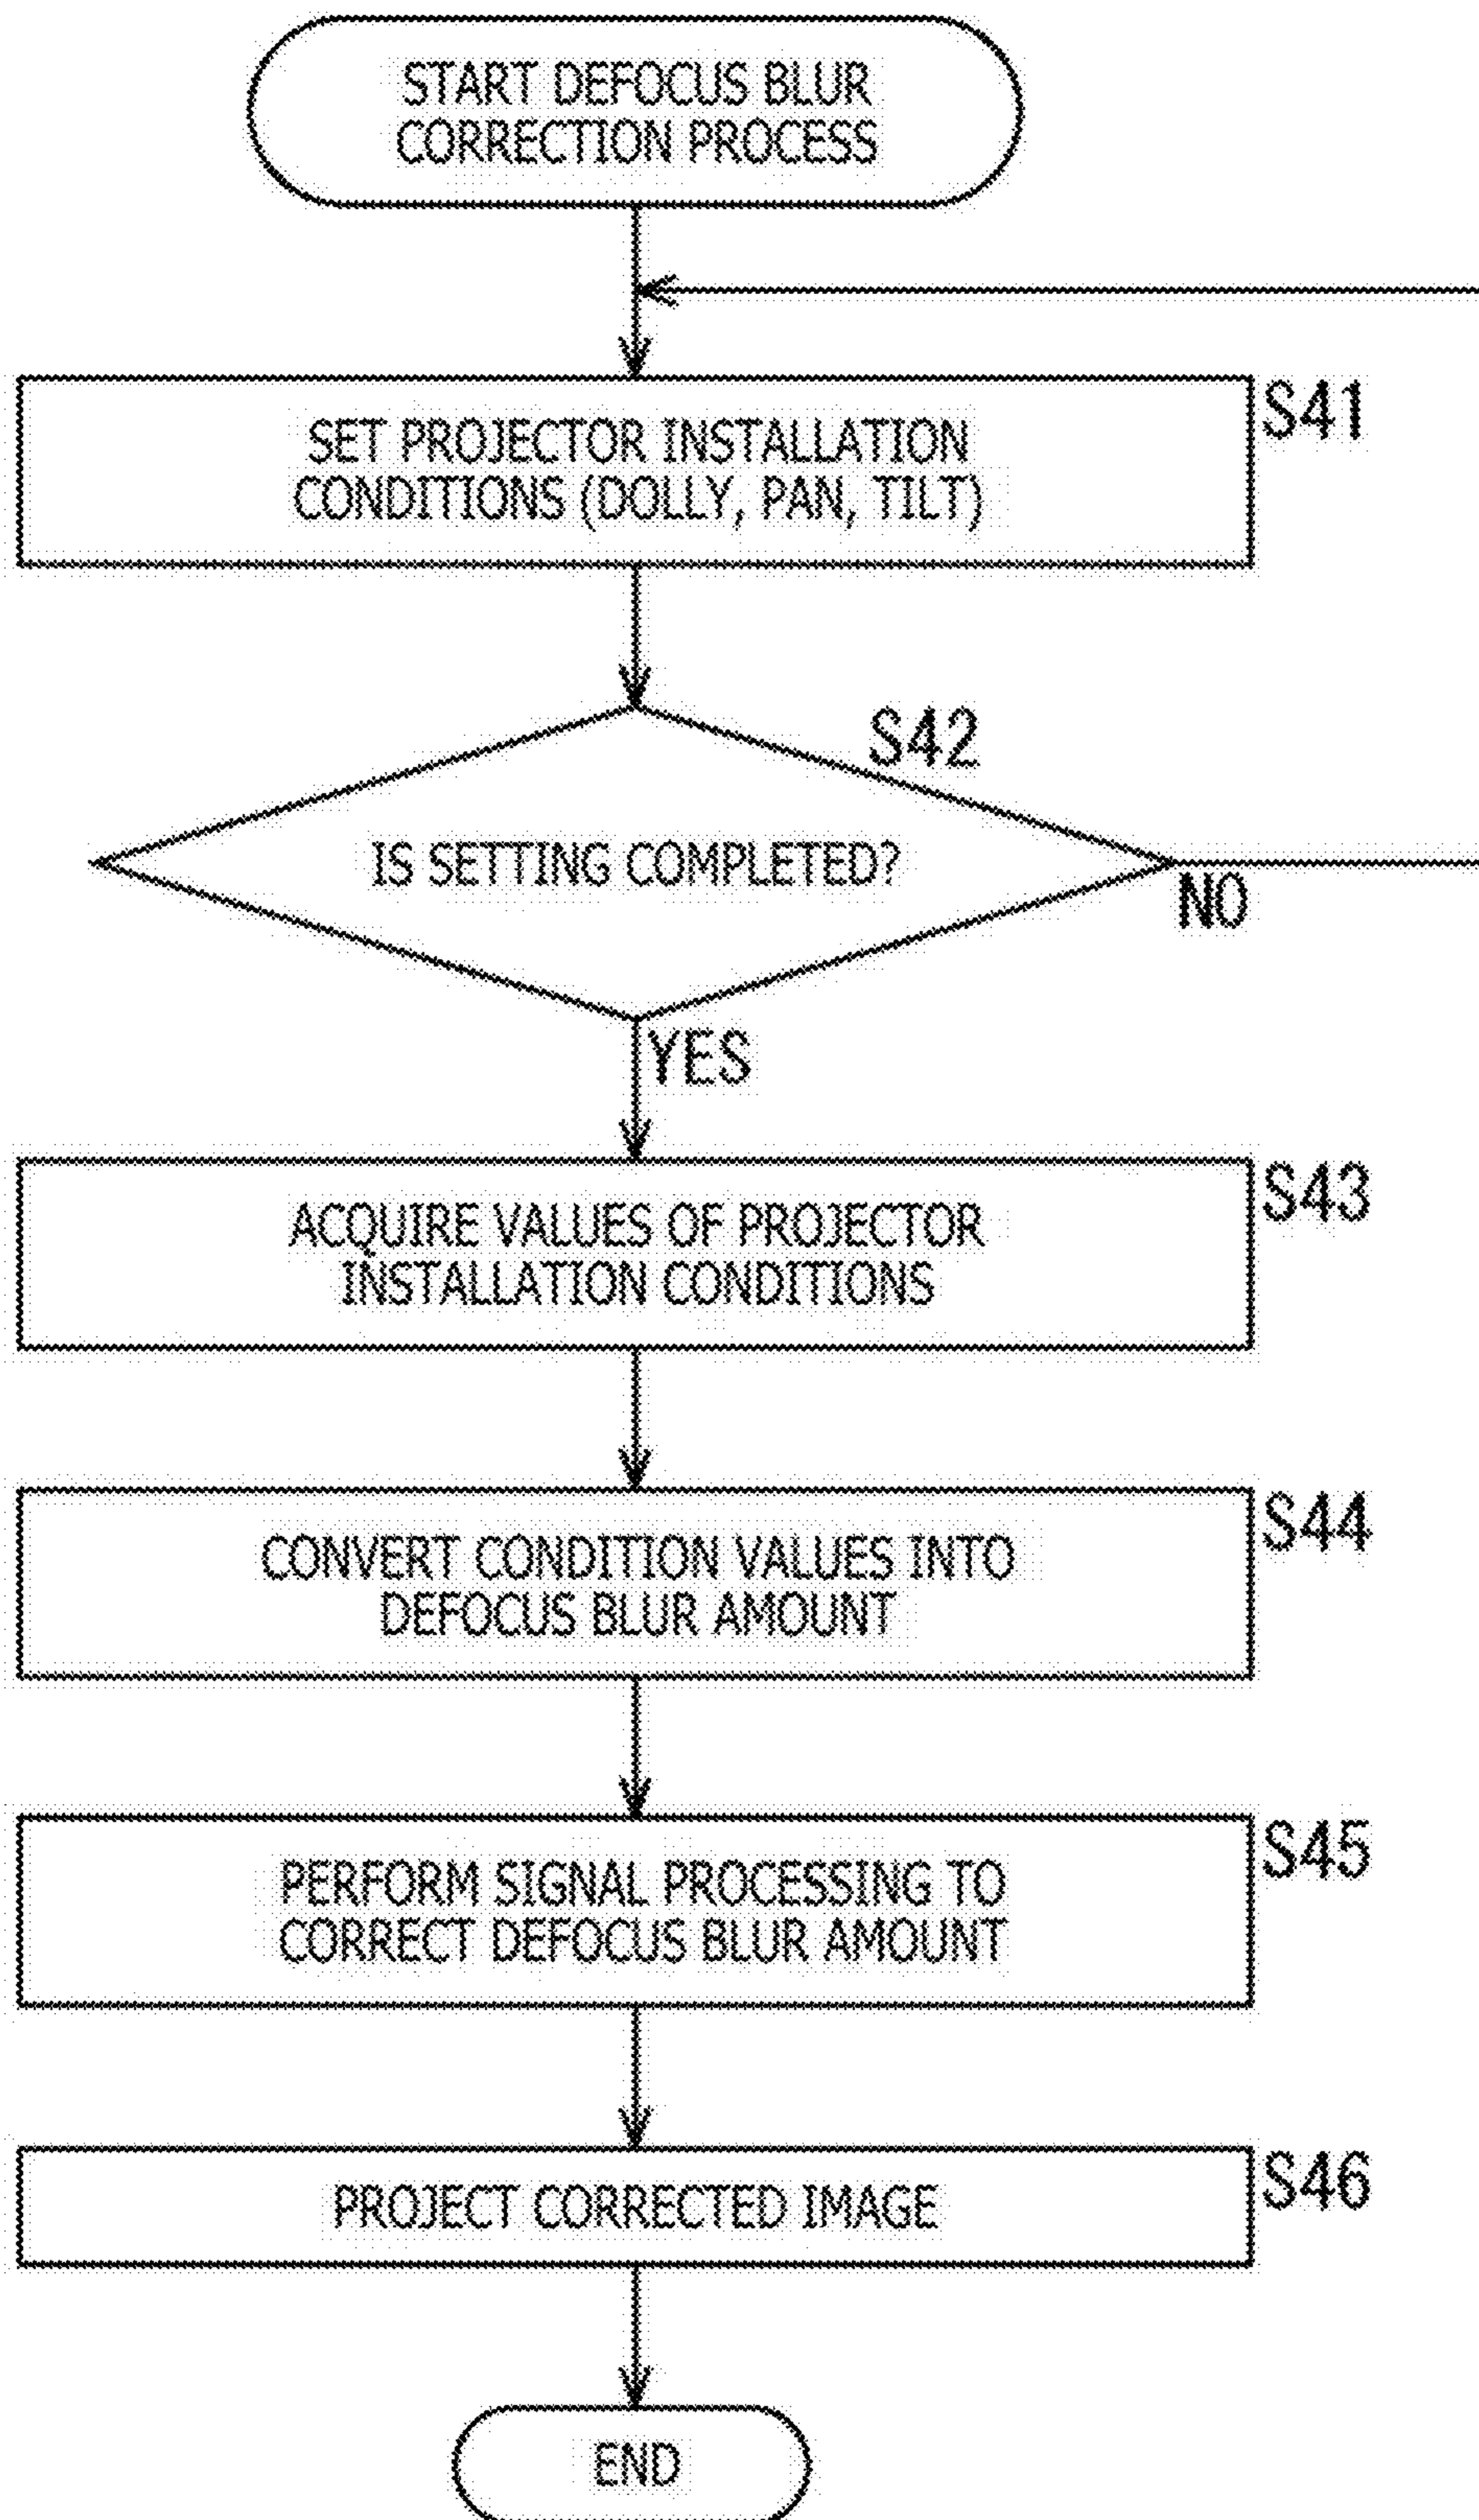 START DEFOCUS BLUR
CORRECTION PROCESS
SET PROJECTOR INSTALLATION
CONDITIONS (DOLLY, PAN, TILT)
S41
S42
IS SETTING COMPLETED?
NO
YES
ACQUIRE VALUES OF PROJECTOR
INSTALLATION CONDITIONS
S43
CONVERT CONDITION VALUES INTO
DEFOCUS BLUR AMOUNT
S44
PERFORM SIGNAL PROCESSING TO
CORRECT DEFOCUS BLUR AMOUNT
S45
PROJECT CORRECTED IMAGE
S46
END